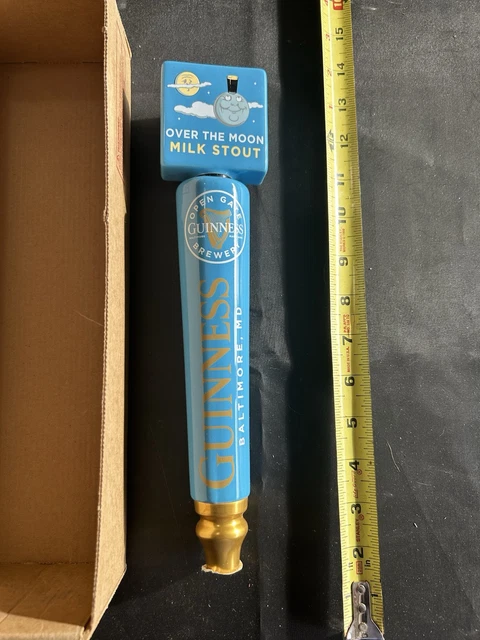 OVER THE MOON
MILK STOUT
OPEN GATE
GUINNESS
BREWERY
GUINNESS
BALTIMORE, MD
15
14
13
12
11
10
9
8
7
6
5
4
3
2
in